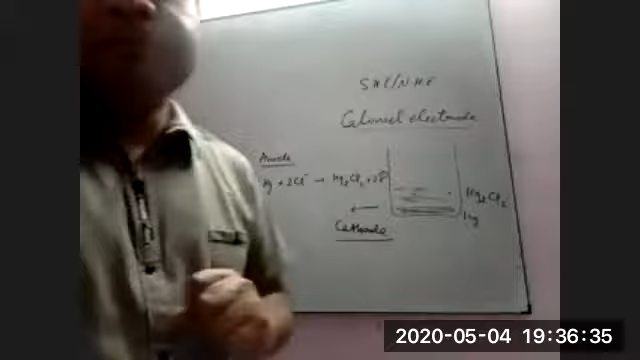 SHE/NHE
Calomel electrode
Anode
Hg + 2Cl⁻ → Hg₂Cl₂ + 2e⁻
Hg₂Cl₂
Hg
Cathode
2020-05-04 19:36:35